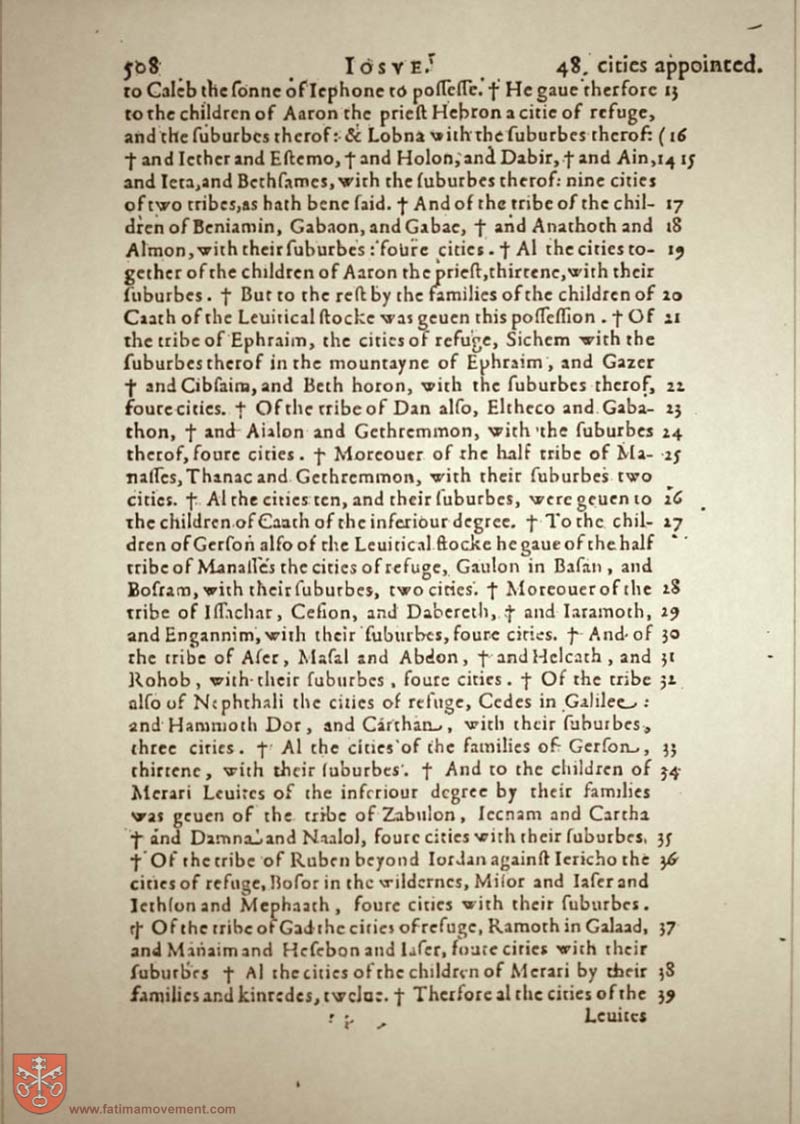 508 Iosve. 48. cities appointed.
to Caleb the ſonne of Iephone to poſſeſſe. † He gaue therfore 13
to the children of Aaron the prieſt Hebron a citie of refuge,
and the ſuburbes therof: & Lobna with the ſuburbes therof: ( 16
† and Iether and Eſtemo, † and Holon, and Dabir, † and Ain, 14 15
and Ieta, and Bethſames, with the ſuburbes therof: nine cities
of two tribes, as hath bene ſaid. † And of the tribe of the chil- 17
dren of Beniamin, Gabaon, and Gabae, † and Anathoth and 18
Almon, with their ſuburbes: foure cities. † Al the cities to- 19
gether of the children of Aaron the prieſt, thirtene, with their
ſuburbes. † But to the reſt by the families of the children of 20
Caath of the Leuitical ſtocke was geuen this poſſeſſion. † Of 21
the tribe of Ephraim, the cities of refuge, Sichem with the
ſuburbes therof in the mountayne of Ephraim, and Gazer
† and Cibſaim, and Beth horon, with the ſuburbes therof, 22
foure cities. † Of the tribe of Dan alſo, Eltheco and Gaba- 23
thon, † and Aialon and Gethremmon, with the ſuburbes 24
therof, foure cities. † Moreouer of the half tribe of Ma- 25
naſſes, Thanac and Gethremmon, with their ſuburbes two
cities. † Al the cities ten, and their ſuburbes, were geuen to 26
the children of Caath of the inferiour degree. † To the chil- 27
dren of Gerſon alſo of the Leuitical ſtocke he gaue of the half
tribe of Manaſſes the cities of refuge, Gaulon in Baſan, and
Boſram, with their ſuburbes, two cities. † Moreouer of the 28
tribe of Iſſachar, Ceſion, and Dabereth, † and Iaramoth, 29
and Engannim, with their ſuburbes, foure cities. † And of 30
the tribe of Aſer, Maſal and Abdon, † and Helcath, and 31
Rohob, with their ſuburbes, foure cities. † Of the tribe 32
alſo of Nephthali the cities of refuge, Cedes in Galilee:
and Hammoth Dor, and Carthan, with their ſuburbes,
three cities. † Al the cities of the families of Gerſon, 33
thirtene, with their ſuburbes. † And to the children of 34
Merari Leuites of the inferiour degree by their families
was geuen of the tribe of Zabulon, Iecnam and Cartha
† and Damna and Naalol, foure cities with their ſuburbes. 35
† Of the tribe of Ruben beyond Iordan againſt Iericho the 36
cities of refuge, Boſor in the wildernes, Miſor and Iaſer and
Iethſon and Mephaath, foure cities with their ſuburbes.
† Of the tribe of Gad the cities of refuge, Ramoth in Galaad, 37
and Manaim and Heſebon and Iaſer, foure cities with their
ſuburbes † Al the cities of the children of Merari by their 38
families and kinredes, twelue. † Therfore al the cities of the 39
Leuites
www.fatimamovement.com